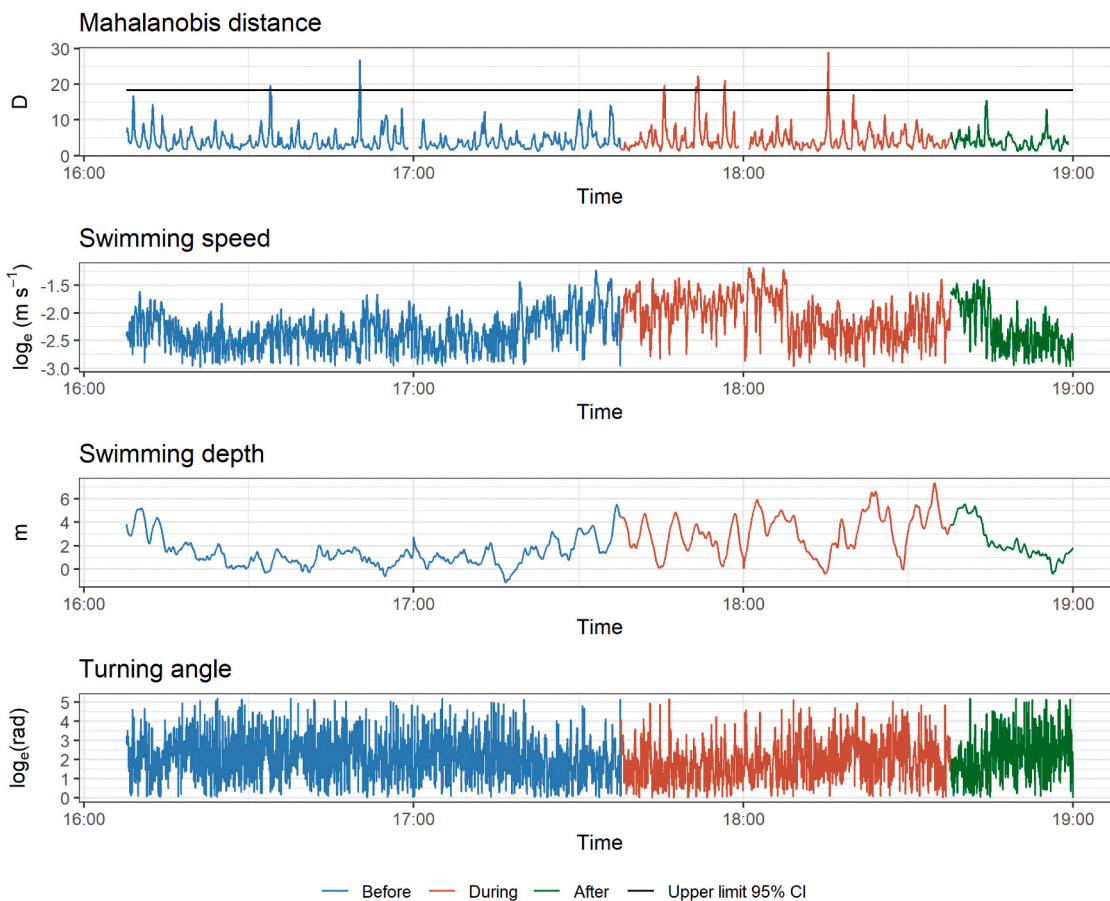 Mahalanobis distance
30
20
10
0
D
16:00 17:00 18:00 19:00
Time
Swimming speed
-1.5
-2.0
-2.5
-3.0
logₑ (m s⁻¹)
16:00 17:00 18:00 19:00
Time
Swimming depth
6
4
2
0
m
16:00 17:00 18:00 19:00
Time
Turning angle
5
4
3
2
1
0
logₑ(rad)
16:00 17:00 18:00 19:00
Time
Before During After Upper limit 95% CI